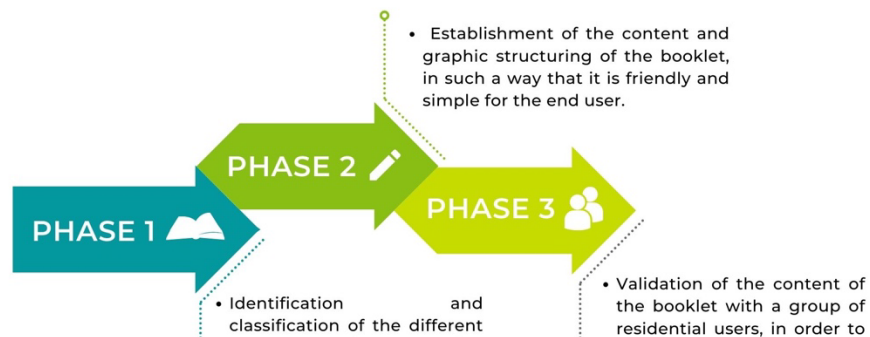 • Establishment of the content and
graphic structuring of the booklet,
in such a way that it is friendly and
simple for the end user.
PHASE 2
PHASE 1
PHASE 3
• Identification and
classification of the different
• Validation of the content of
the booklet with a group of
residential users, in order to